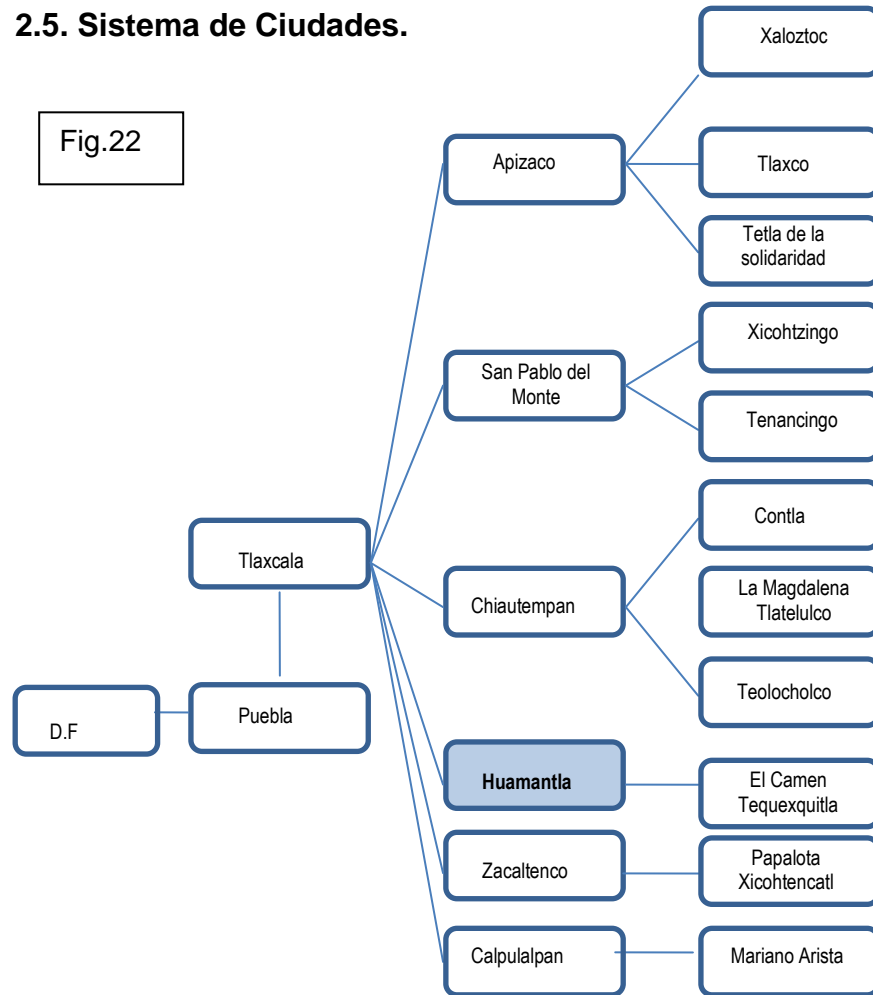 2.5. Sistema de Ciudades.
Fig.22
Xaloztoc
Apizaco
Tlaxco
Tetla de la
solidaridad
Xicohtzingo
San Pablo del
Monte
Tenancingo
Contla
Tlaxcala
Chiautempan
La Magdalena
Tlatelulco
Teolocholco
D.F
Puebla
Huamantla
El Camen
Tequexquitla
Zacaltenco
Papalota
Xicohtencatl
Calpulalpan
Mariano Arista